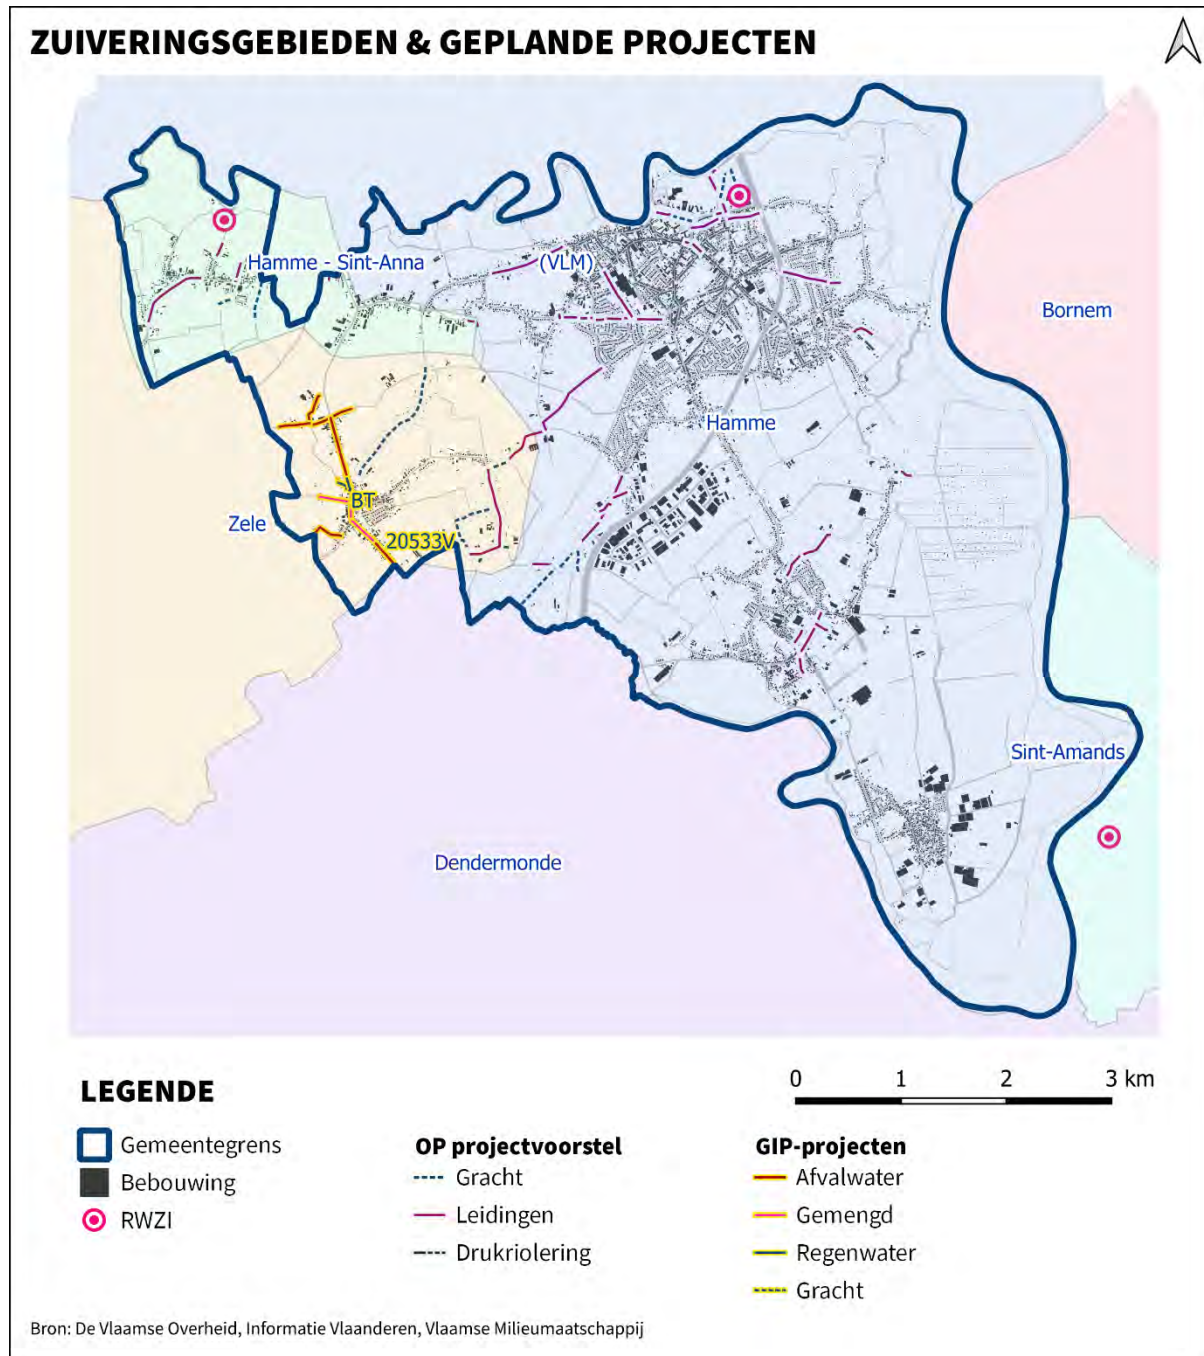 ZUIVERINGSGEBIEDEN & GEPLANDE PROJECTEN
Hamme - Sint-Anna
(VLM)
Bornem
Hamme
BT
Zele
20533V
Sint-Amands
Dendermonde
0 1 2 3 km
LEGENDE
Gemeentegrens
Bebouwing
RWZI
OP projectvoorstel
Gracht
Leidingen
Drukriolering
GIP-projecten
Afvalwater
Gemengd
Regenwater
Gracht
Bron: De Vlaamse Overheid, Informatie Vlaanderen, Vlaamse Milieumaatschappij